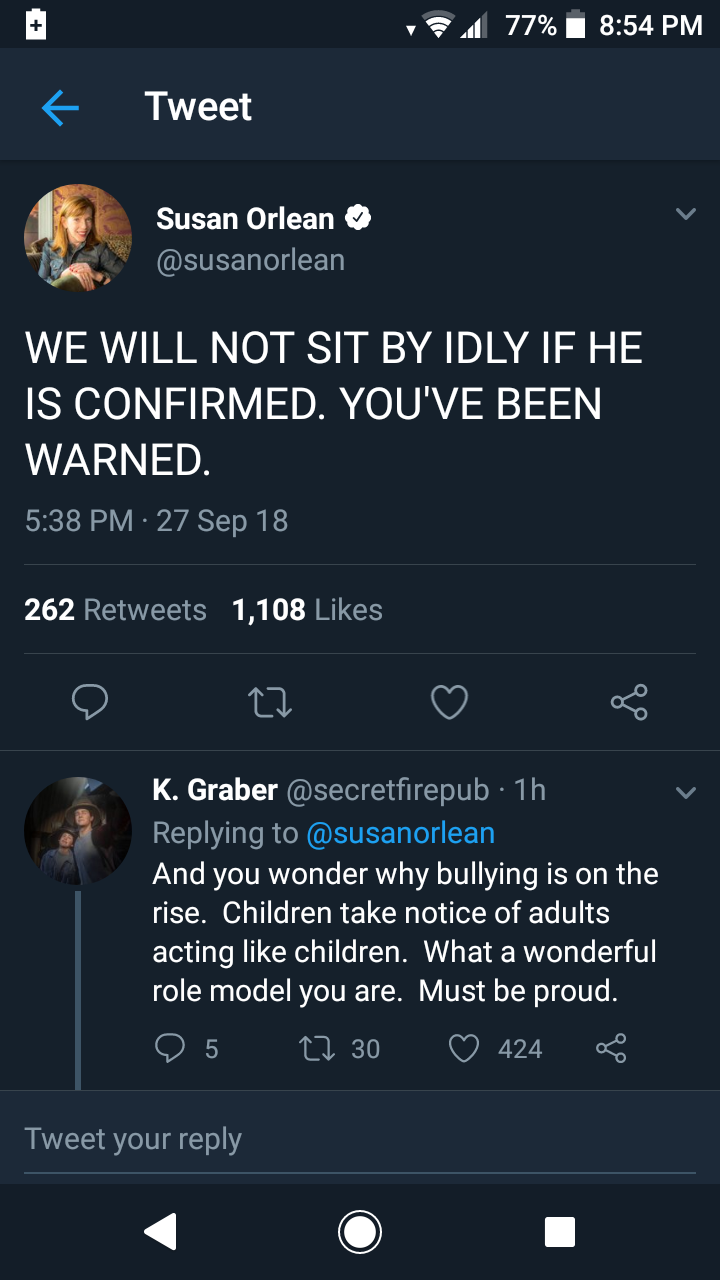 77% 8:54 PM
Tweet
Susan Orlean
@susanorlean
WE WILL NOT SIT BY IDLY IF HE
IS CONFIRMED. YOU'VE BEEN
WARNED.
5:38 PM · 27 Sep 18
262 Retweets 1,108 Likes
K. Graber @secretfirepub · 1h
Replying to @susanorlean
And you wonder why bullying is on the
rise. Children take notice of adults
acting like children. What a wonderful
role model you are. Must be proud.
5 30 424
Tweet your reply